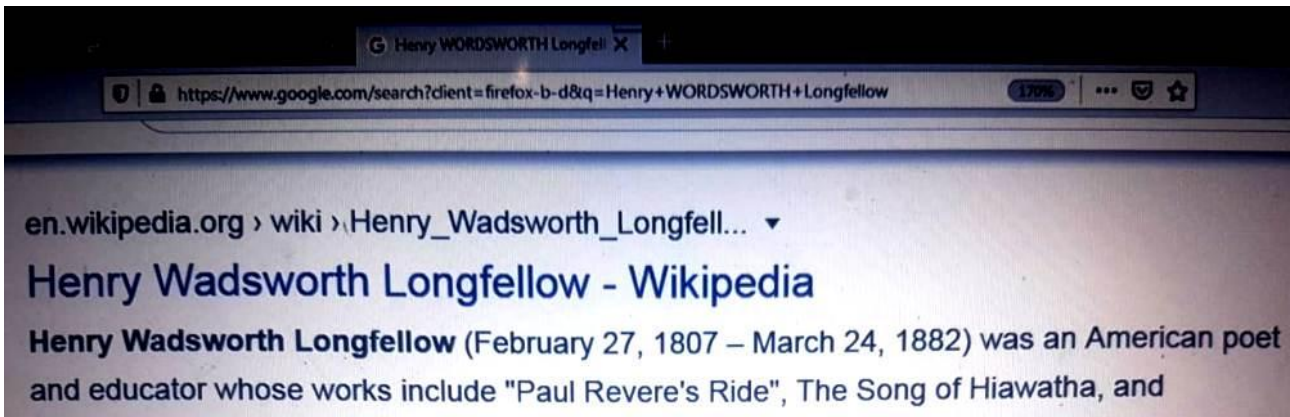 G Henry WORDSWORTH Longfell X +
https://www.google.com/search?client=firefox-b-d&q=Henry+WORDSWORTH+Longfellow 170% ...
en.wikipedia.org › wiki › Henry_Wadsworth_Longfell... ▼
Henry Wadsworth Longfellow - Wikipedia
Henry Wadsworth Longfellow (February 27, 1807 – March 24, 1882) was an American poet
and educator whose works include "Paul Revere's Ride", The Song of Hiawatha, and